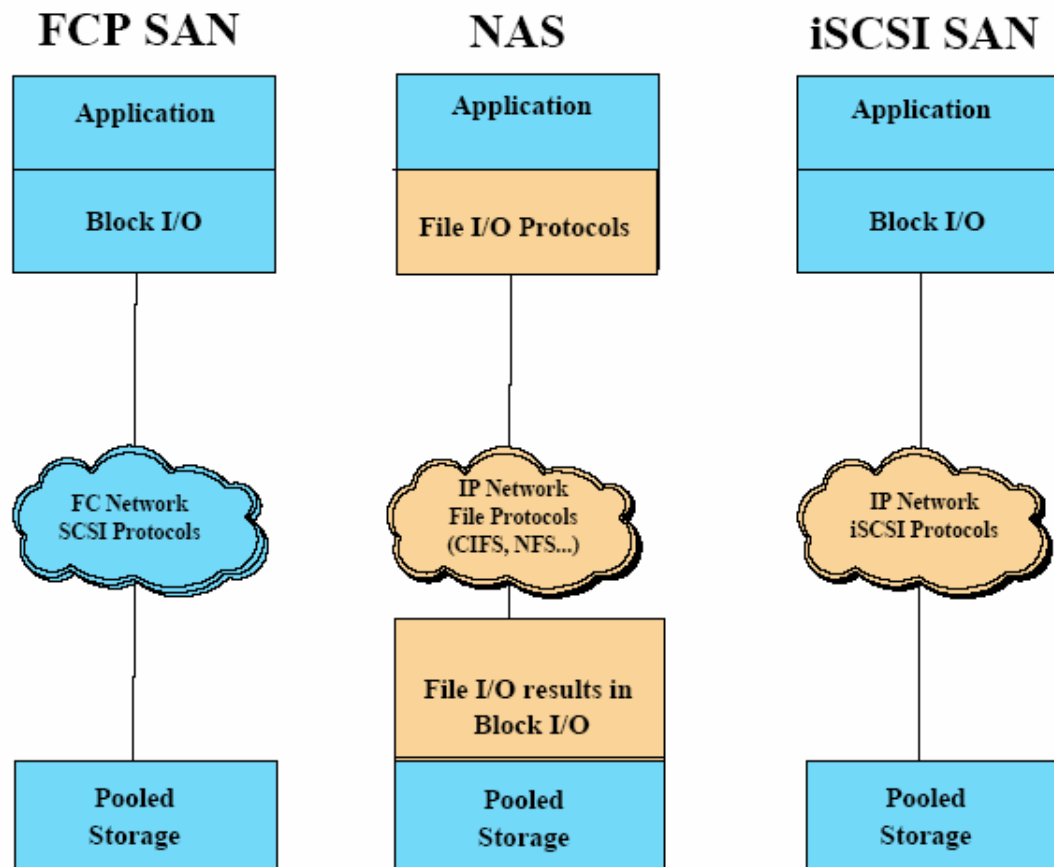 FCP SAN
Application
Block I/O
FC Network
SCSI Protocols
Pooled
Storage
NAS
Application
File I/O Protocols
IP Network
File Protocols
(CIFS, NFS...)
File I/O results in
Block I/O
Pooled
Storage
iSCSI SAN
Application
Block I/O
IP Network
iSCSI Protocols
Pooled
Storage